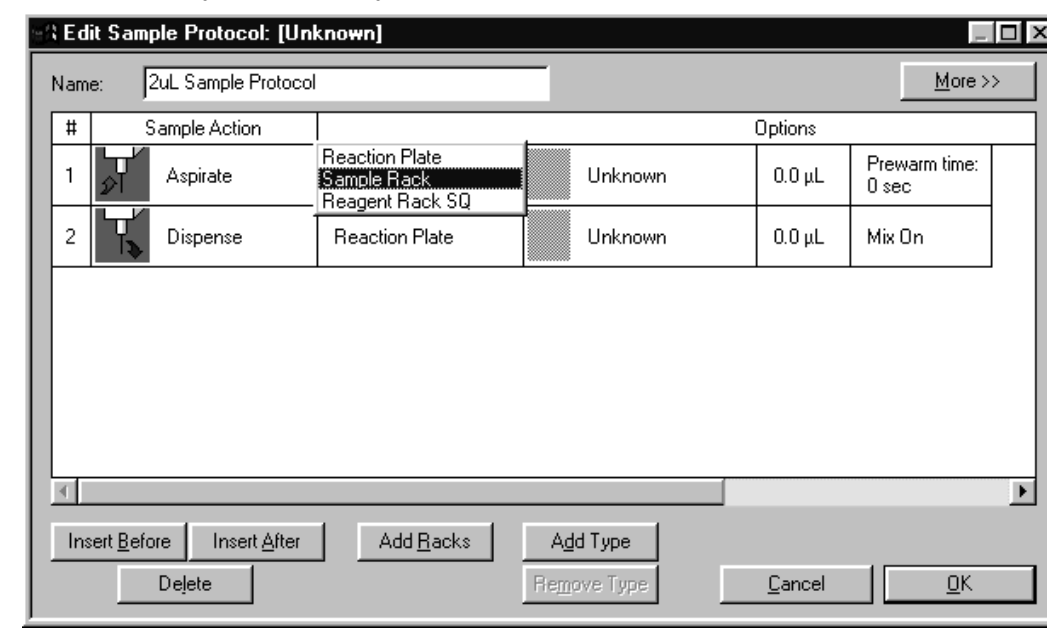 Edit Sample Protocol: [Unknown]
Name: 2uL Sample Protocol More >>
# Sample Action Options
1 Aspirate Reaction Plate Unknown 0.0 µL Prewarm time:
Sample Rack 0 sec
Reagent Rack SQ
2 Dispense Reaction Plate Unknown 0.0 µL Mix On
Insert Before Insert After Add Racks Add Type
Delete Remove Type Cancel OK